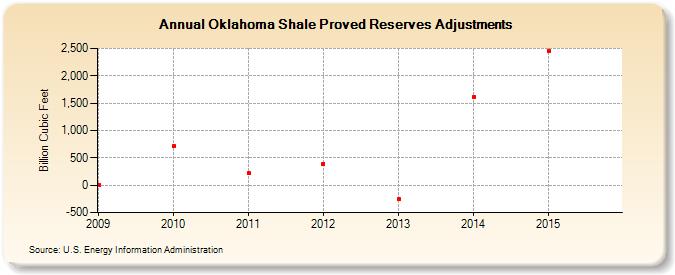 Annual Oklahoma Shale Proved Reserves Adjustments
Billion Cubic Feet
2,500
2,000
1,500
1,000
500
0
-500
2009 2010 2011 2012 2013 2014 2015
Source: U.S. Energy Information Administration